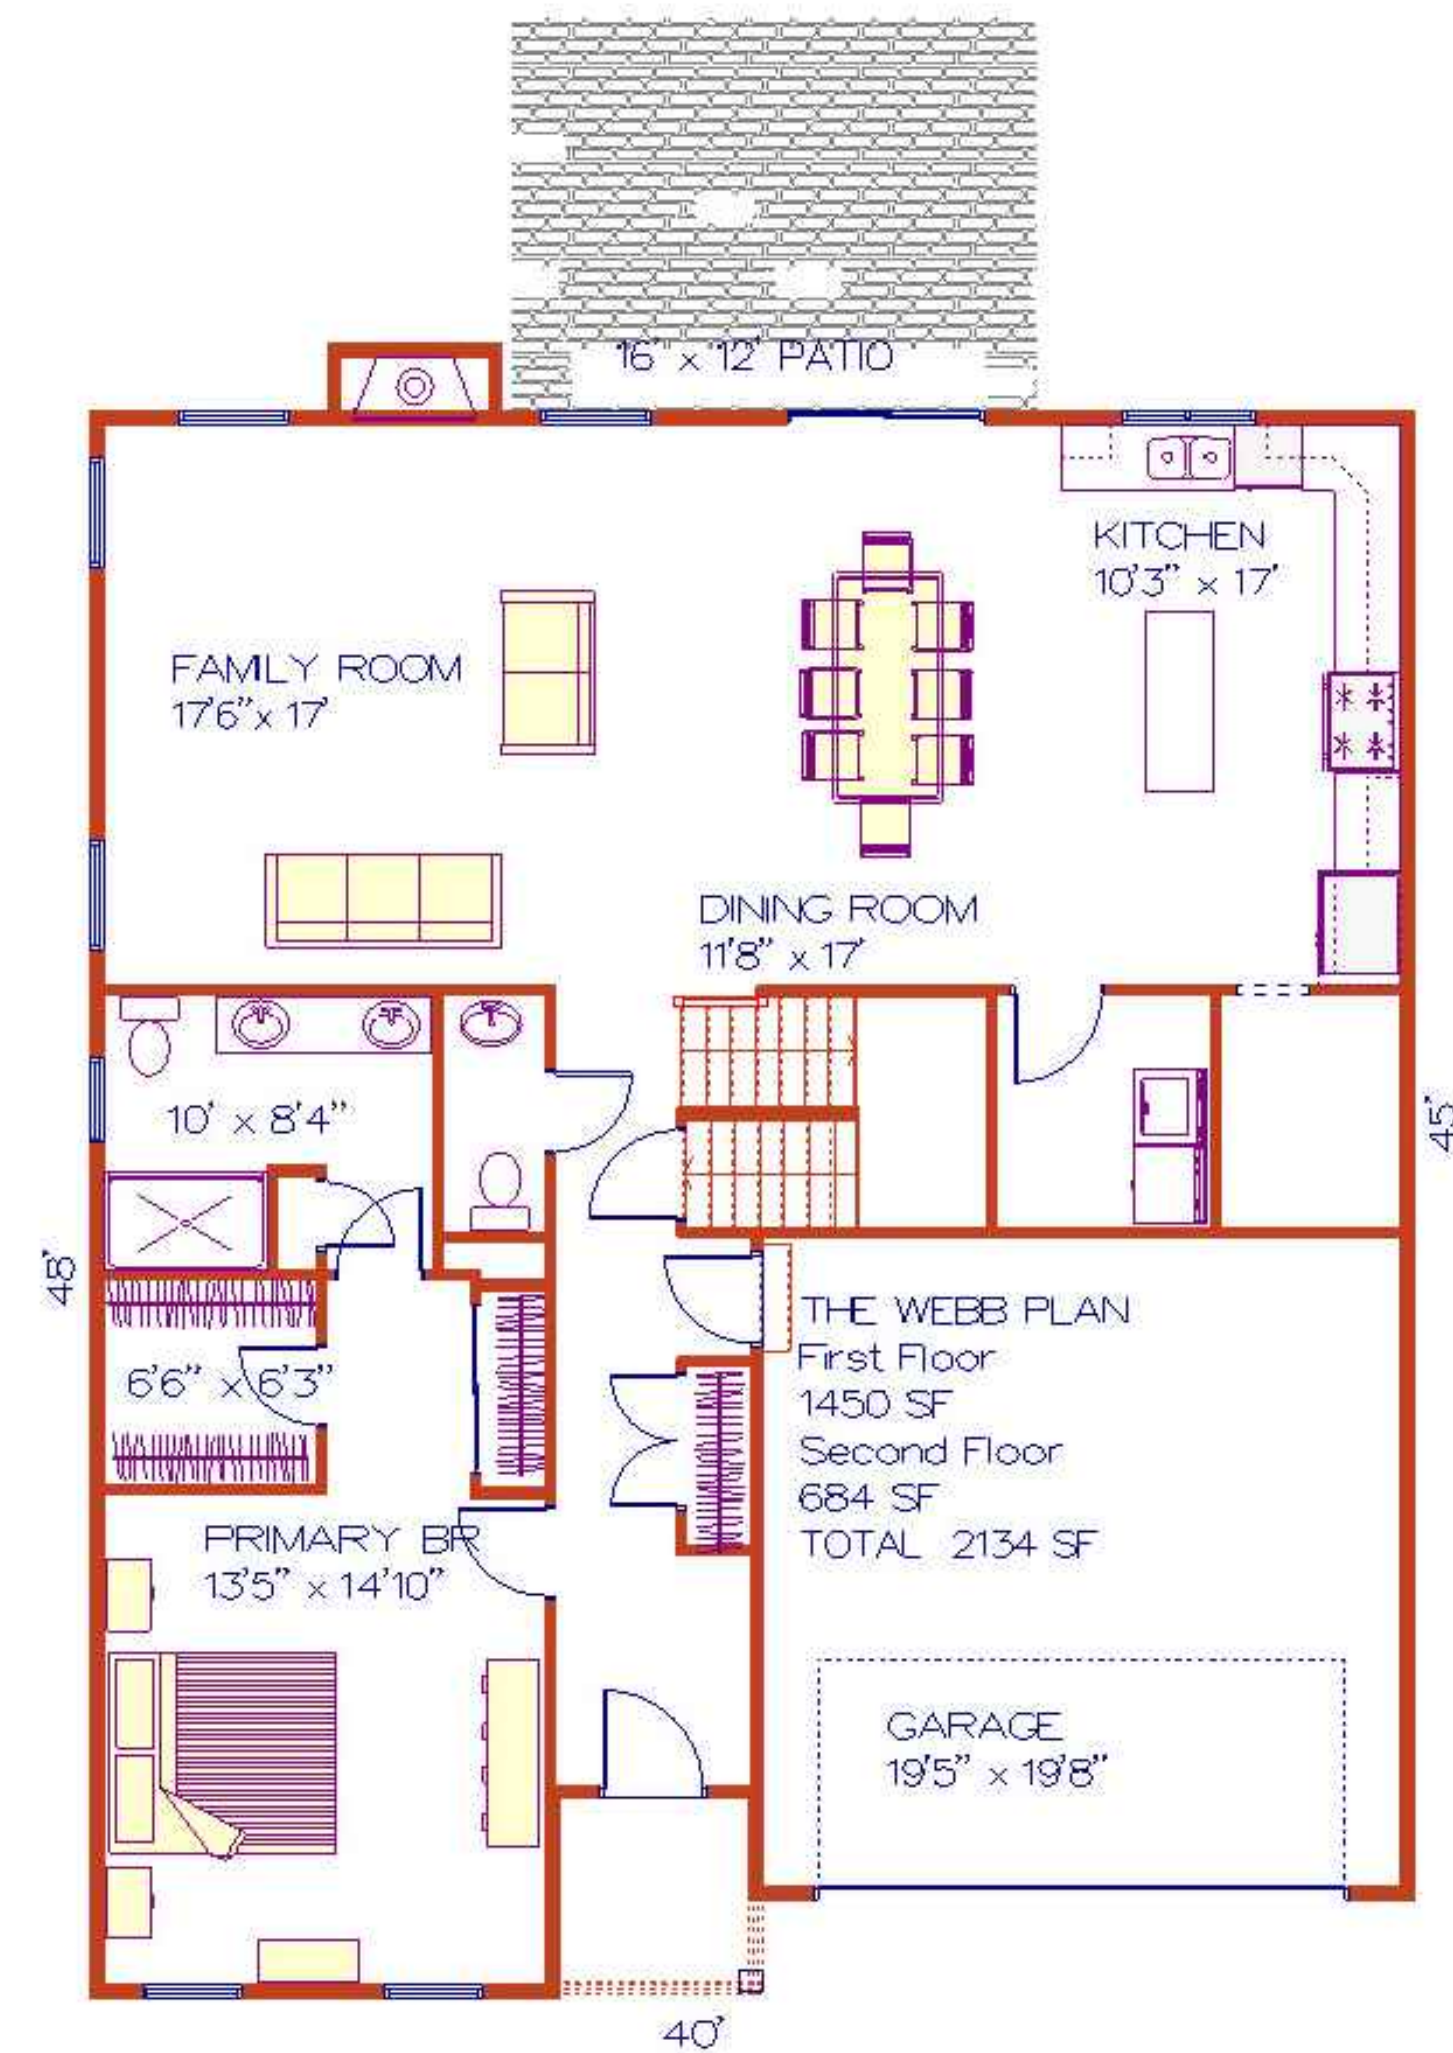 16' x 12' PATIO
KITCHEN
10'3" x 17'
FAMILY ROOM
17'6"x 17'
DINING ROOM
11'8" x 17'
10' x 8'4"
45'
48'
6'6" x 6'3"
THE WEBB PLAN
First Floor
1450 SF
Second Floor
684 SF
TOTAL 2134 SF
PRIMARY BR
13'5" x 14'10"
GARAGE
19'5" x 19'8"
40'